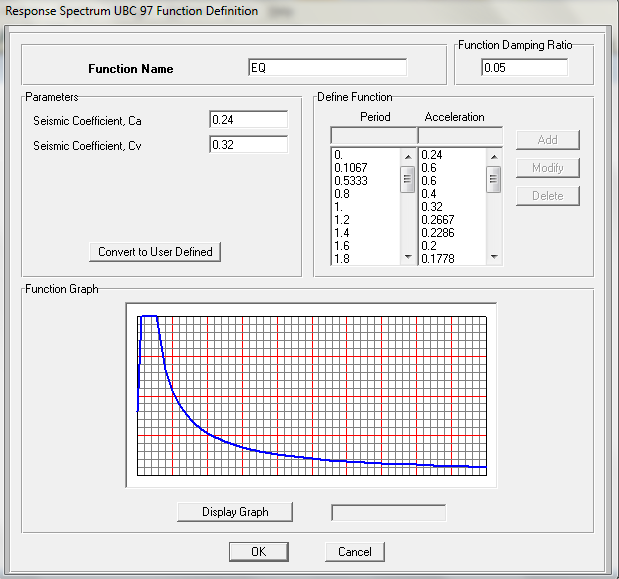 Response Spectrum UBC 97 Function Definition
Function Name
EQ
Function Damping Ratio
0.05
Parameters
Seismic Coefficient, Ca
0.24
Seismic Coefficient, Cv
0.32
Convert to User Defined
Define Function
Period Acceleration
0. 0.24
0.1067 0.6
0.5333 0.6
0.8 0.4
1. 0.32
1.2 0.2667
1.4 0.2286
1.6 0.2
1.8 0.1778
Add
Modify
Delete
Function Graph
Display Graph
OK
Cancel